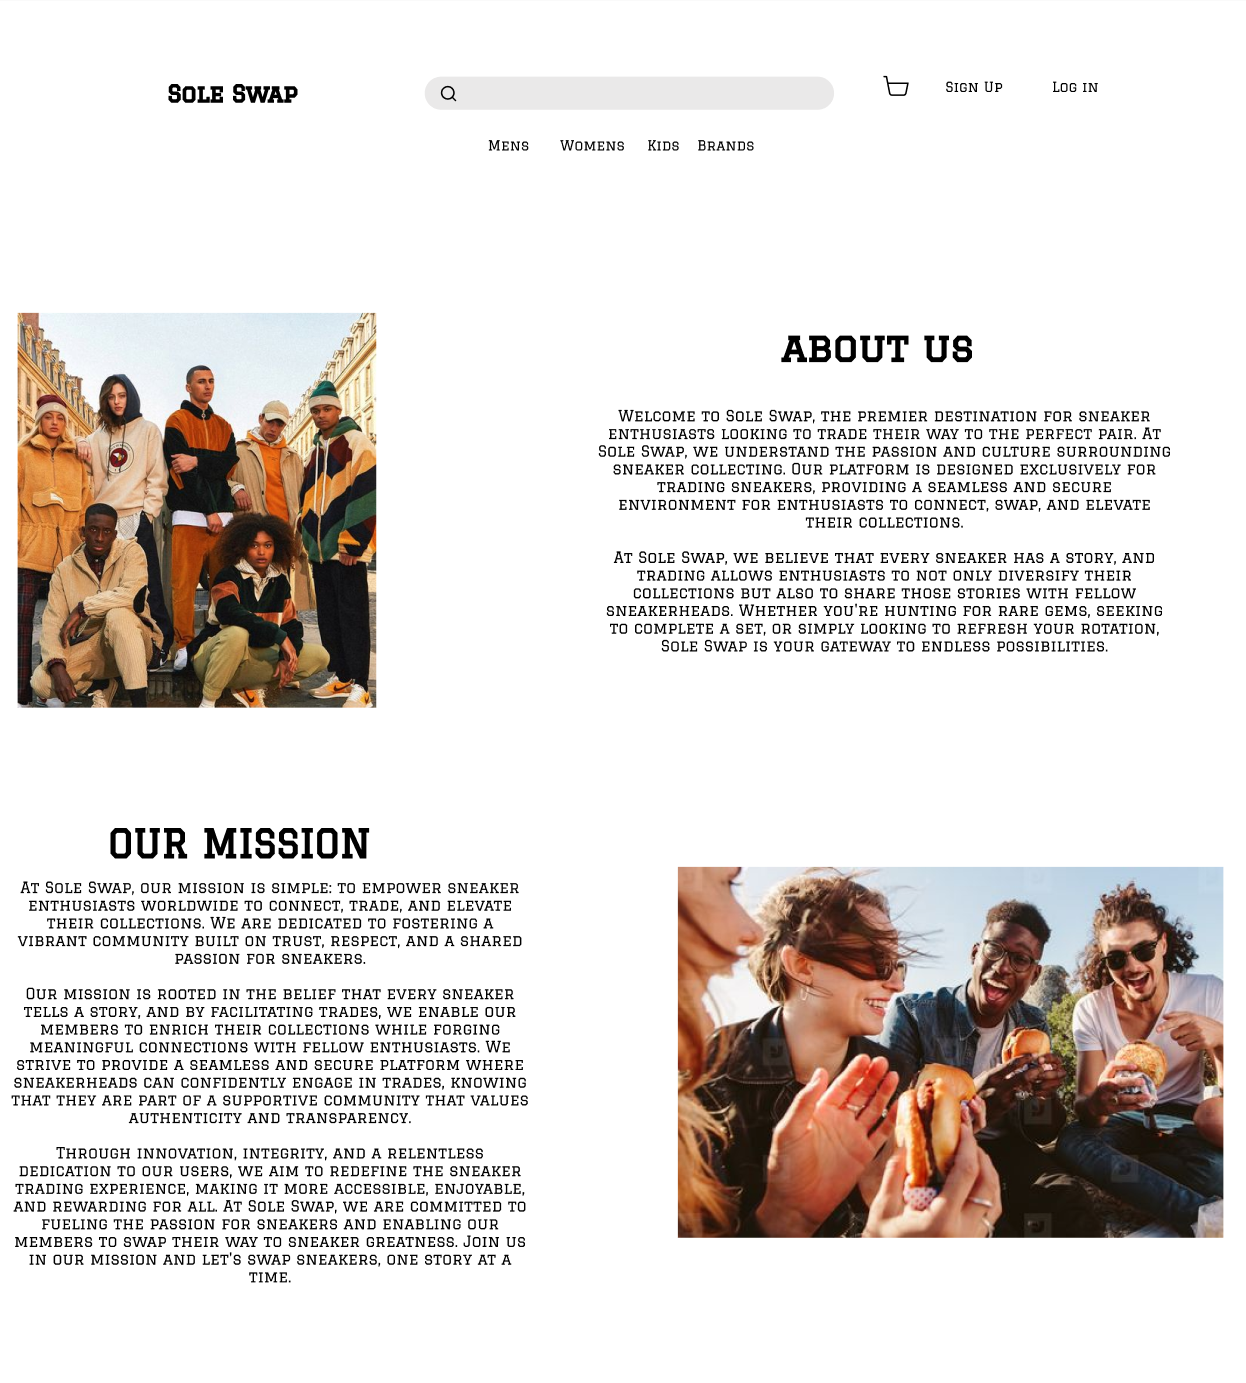 Sole Swap
Sign Up
Log in
Mens Womens Kids Brands
ABOUT US
Welcome to Sole Swap, the premier destination for sneaker
enthusiasts looking to trade their way to the perfect pair. At
Sole Swap, we understand the passion and culture surrounding
sneaker collecting. Our platform is designed exclusively for
trading sneakers, providing a seamless and secure
environment for enthusiasts to connect, swap, and elevate
their collections.
At Sole Swap, we believe that every sneaker has a story, and
trading allows enthusiasts to not only diversify their
collections but also to share those stories with fellow
sneakerheads. Whether you're hunting for rare gems, seeking
to complete a set, or simply looking to refresh your rotation,
Sole Swap is your gateway to endless possibilities.
OUR MISSION
At Sole Swap, our mission is simple: to empower sneaker
enthusiasts worldwide to connect, trade, and elevate
their collections. We are dedicated to fostering a
vibrant community built on trust, respect, and a shared
passion for sneakers.
Our mission is rooted in the belief that every sneaker
tells a story, and by facilitating trades, we enable our
members to enrich their collections while forging
meaningful connections with fellow enthusiasts. We
strive to provide a seamless and secure platform where
sneakerheads can confidently engage in trades, knowing
that they are part of a supportive community that values
authenticity and transparency.
Through innovation, integrity, and a relentless
dedication to our users, we aim to redefine the sneaker
trading experience, making it more accessible, enjoyable,
and rewarding for all. At Sole Swap, we are committed to
fueling the passion for sneakers and enabling our
members to swap their way to sneaker greatness. Join us
in our mission and let's swap sneakers, one story at a
time.